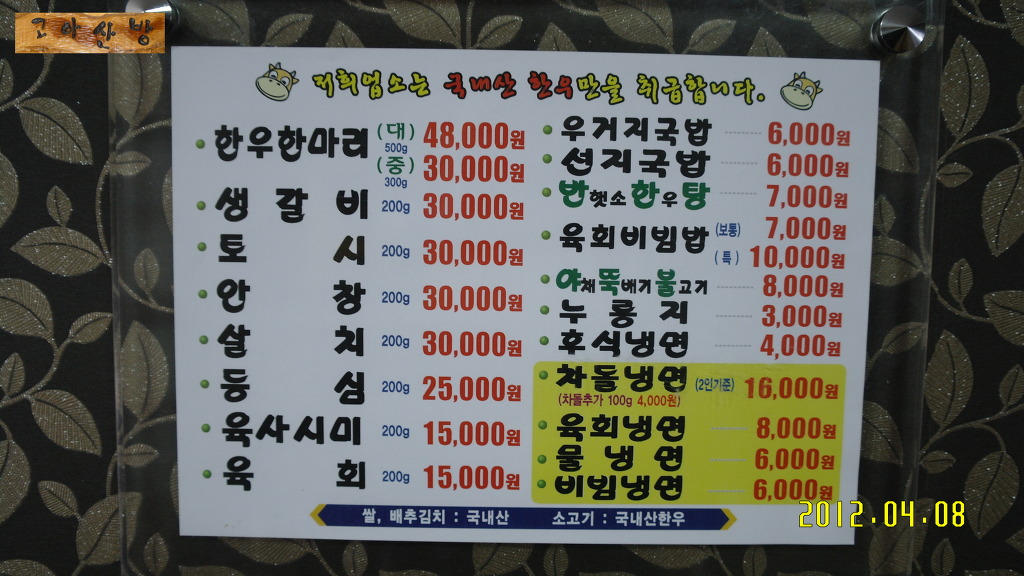 고아산방
저희업소는 국내산 한우만을 취급합니다.
한우한마리 (대) 500g 48,000원
(중) 300g 30,000원
생갈비 200g 30,000원
토시 200g 30,000원
안창 200g 30,000원
살치 200g 30,000원
등심 200g 25,000원
육사시미 200g 15,000원
육회 200g 15,000원
우거지국밥 6,000원
선지국밥 6,000원
반햇소한우탕 7,000원
육회비빔밥 (보통) 7,000원
(특) 10,000원
야채뚝배기불고기 8,000원
누룽지 3,000원
후식냉면 4,000원
차돌냉면 (2인기준) 16,000원
(차돌추가 100g 4,000원)
육회냉면 8,000원
물냉면 6,000원
비빔냉면 6,000원
쌀, 배추김치 : 국내산 소고기 : 국내산한우
2012.04.08